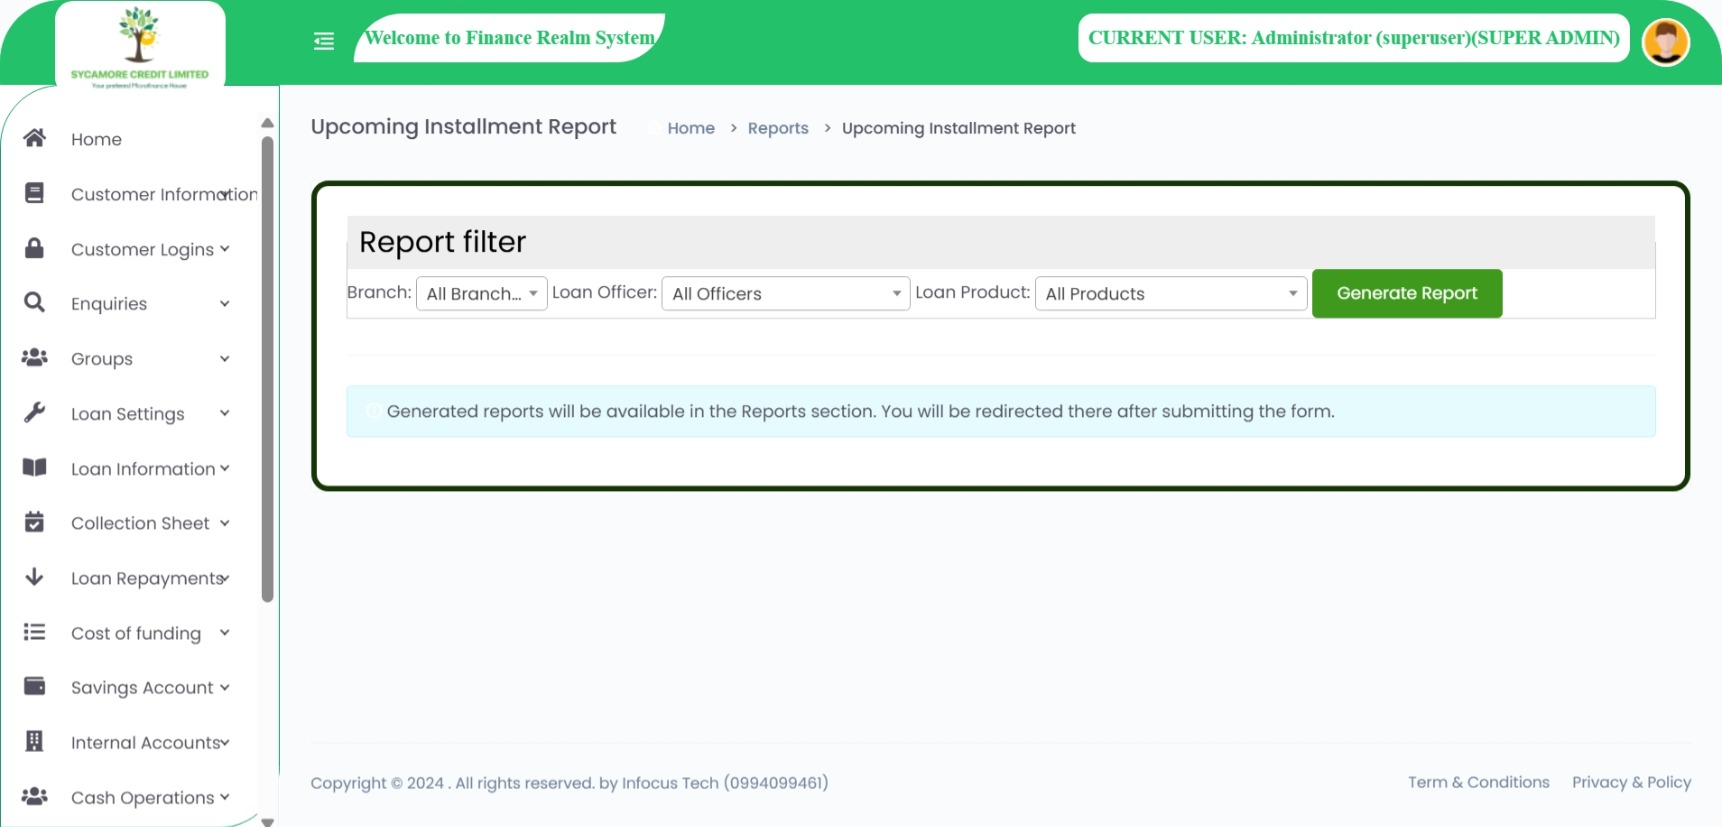 SYCAMORE CREDIT LIMITED
Your preferred Microfinance House
Welcome to Finance Realm System
CURRENT USER: Administrator (superuser)(SUPER ADMIN)
Home
Customer Information
Customer Logins
Enquiries
Groups
Loan Settings
Loan Information
Collection Sheet
Loan Repayments
Cost of funding
Savings Account
Internal Accounts
Cash Operations
Upcoming Installment Report
Home > Reports > Upcoming Installment Report
Report filter
Branch: All Branch... Loan Officer: All Officers Loan Product: All Products Generate Report
Generated reports will be available in the Reports section. You will be redirected there after submitting the form.
Copyright © 2024 . All rights reserved. by Infocus Tech (0994099461)
Term & Conditions Privacy & Policy